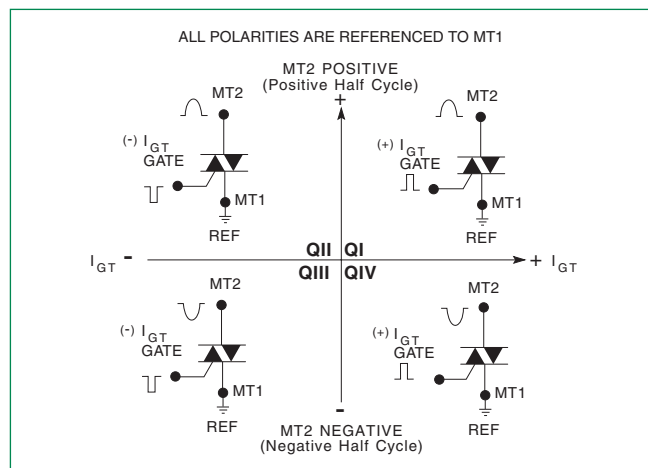 ALL POLARITIES ARE REFERENCED TO MT1
MT2 POSITIVE
(Positive Half Cycle)
+
MT2
(-) IGT
GATE
MT1
REF
MT2
(+) IGT
GATE
MT1
REF
QII QI
IGT -
+ IGT
QIII QIV
MT2
(-) IGT
GATE
MT1
REF
MT2
(+) IGT
GATE
MT1
REF
-
MT2 NEGATIVE
(Negative Half Cycle)